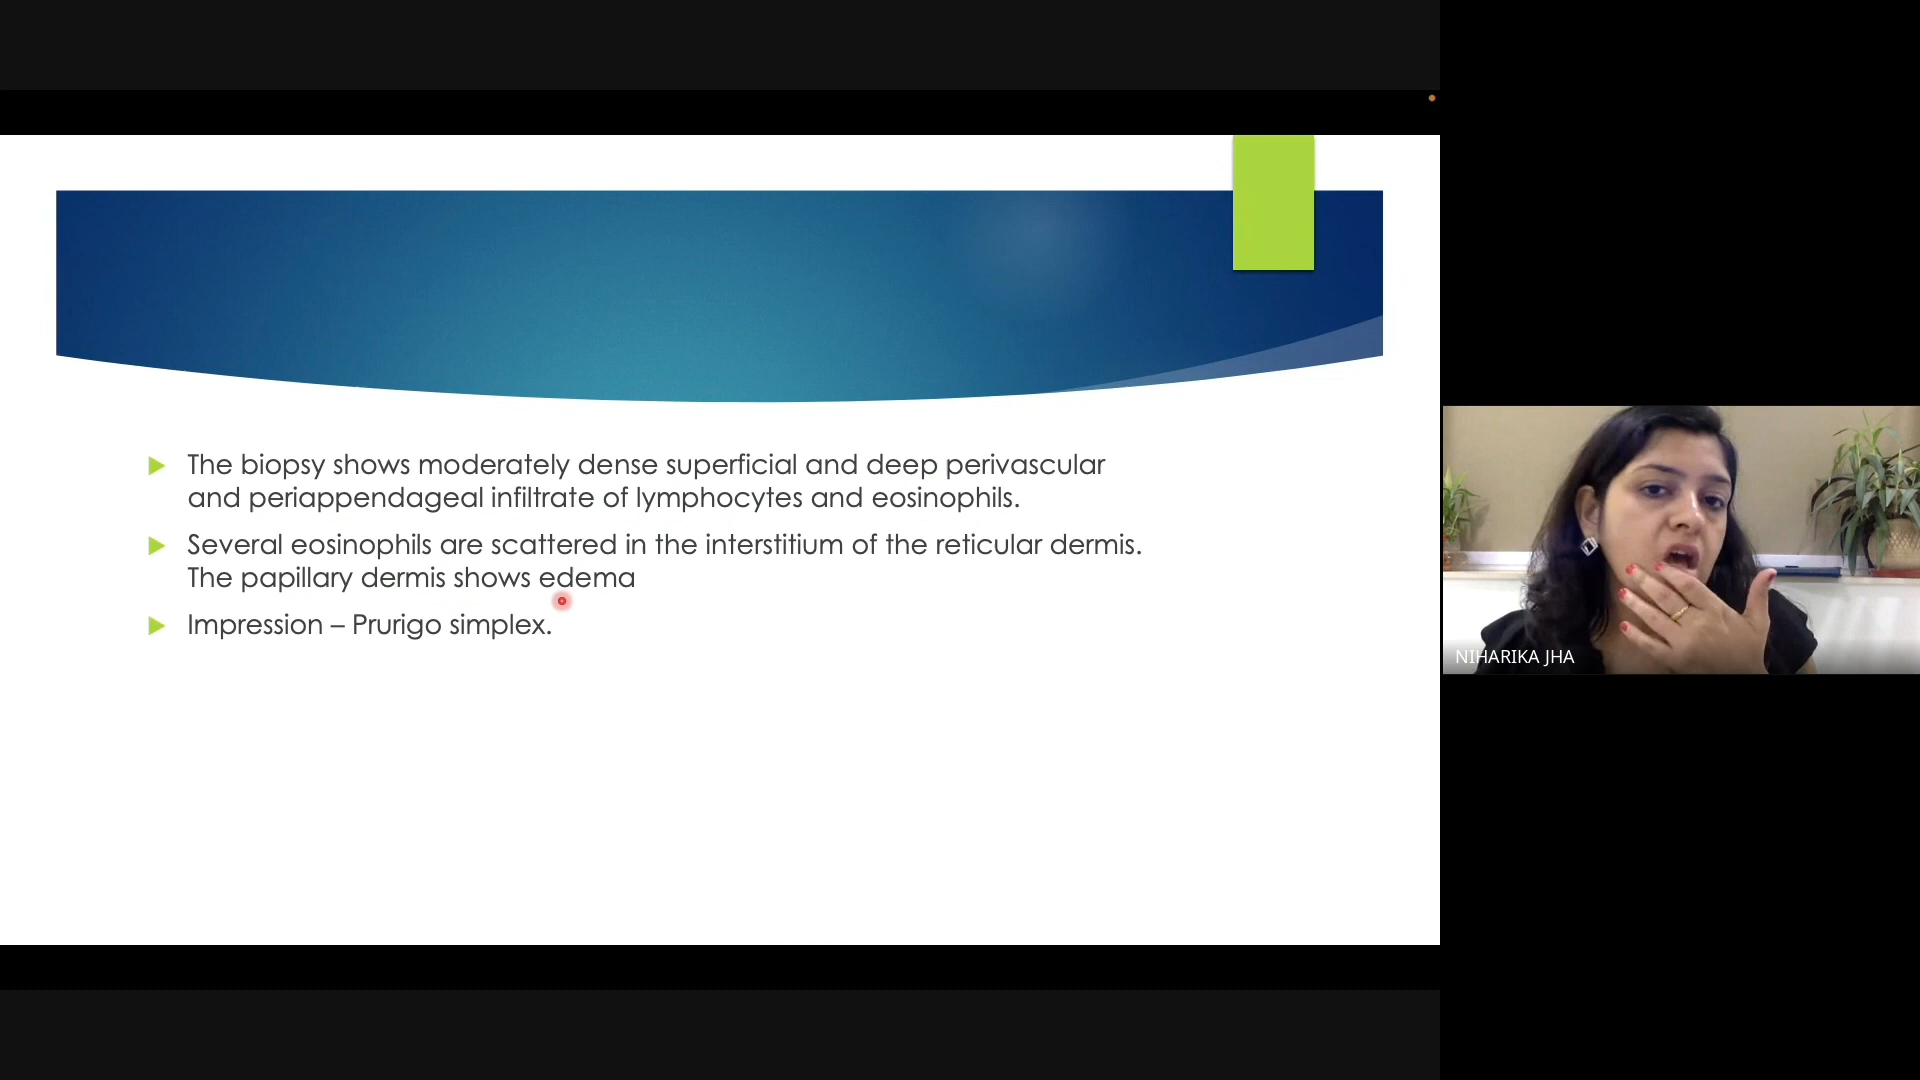 The biopsy shows moderately dense superficial and deep perivascular
and periappendageal infiltrate of lymphocytes and eosinophils.
Several eosinophils are scattered in the interstitium of the reticular dermis.
The papillary dermis shows edema
Impression – Prurigo simplex.
NIHARIKA JHA